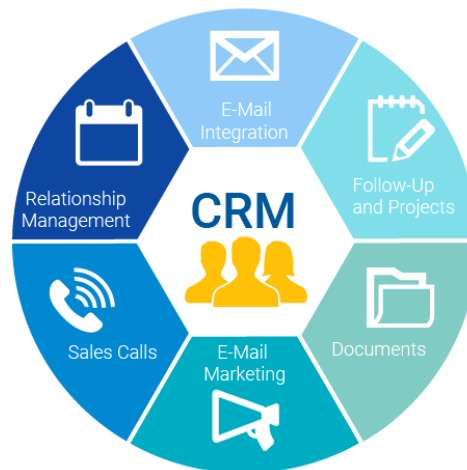 E-Mail
Integration
Follow-Up
and Projects
Documents
E-Mail
Marketing
Sales Calls
Relationship
Management
CRM